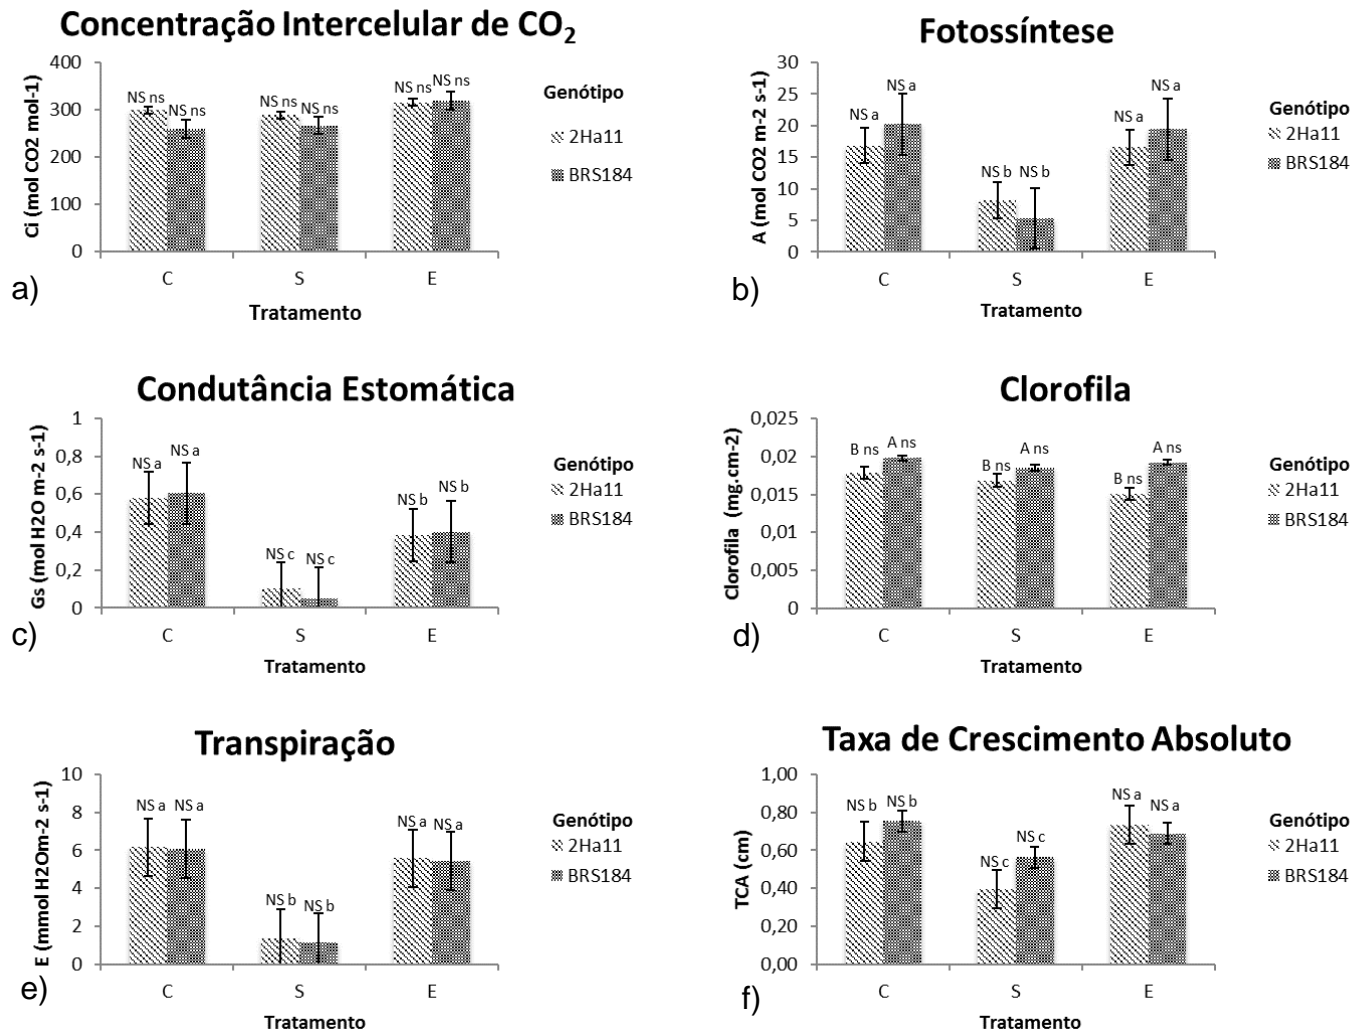 Concentração Intercelular de CO2
Ci (mol CO2 mol-1)
400
300
200
100
0
NS ns NS ns NS ns NS ns NS ns NS ns
C S E
Tratamento
Genótipo
2Ha11
BRS184
a)
Fotossíntese
A (mol CO2 m-2 s-1)
30
25
20
15
10
5
0
NS a NS a NS b NS b NS a NS a
C S E
Tratamento
Genótipo
2Ha11
BRS184
b)
Condutância Estomática
Gs (mol H2O m-2 s-1)
1
0,8
0,6
0,4
0,2
0
NS a NS a NS c NS c NS b NS b
C S E
Tratamento
Genótipo
2Ha11
BRS184
c)
Clorofila
Clorofila (mg.cm-2)
0,025
0,02
0,015
0,01
0,005
0
B ns A ns B ns A ns B ns A ns
C S E
Tratamento
Genótipo
2Ha11
BRS184
d)
Transpiração
E (mmol H2Om-2 s-1)
10
8
6
4
2
0
NS a NS a NS b NS b NS a NS a
C S E
Tratamento
Genótipo
2Ha11
BRS184
e)
Taxa de Crescimento Absoluto
TCA (cm)
1,00
0,80
0,60
0,40
0,20
0,00
NS b NS b NS c NS c NS a NS a
C S E
Tratamento
Genótipo
2Ha11
BRS184
f)